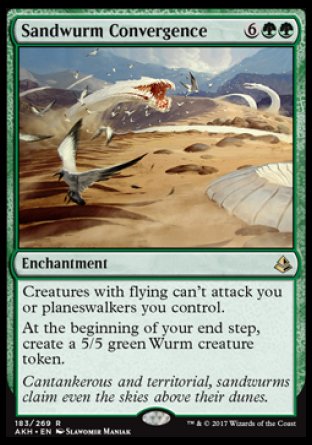 Sandwurm Convergence 6
Enchantment
Creatures with flying can't attack you
or planeswalkers you control.
At the beginning of your end step,
create a 5/5 green Wurm creature
token.
Cantankerous and territorial, sandwurms
claim even the skies above their dunes.
183/269 R
AKH • EN SLAWOMIR MANIAK
™ & © 2017 Wizards of the Coast